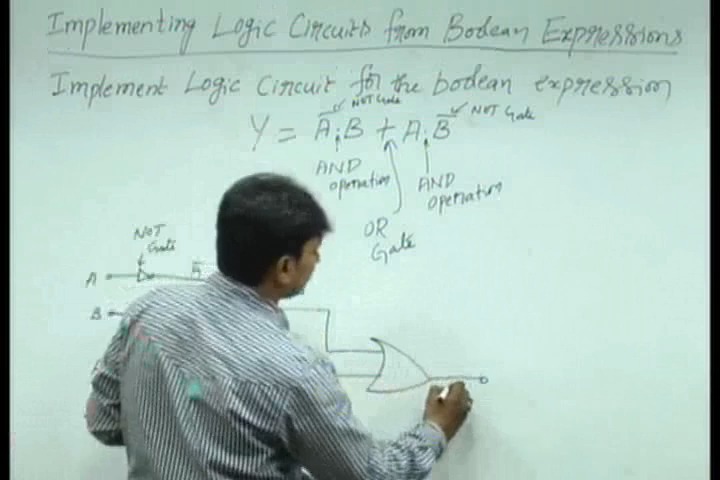 Implementing Logic Circuits from Boolean Expressions
Implement Logic Circuit for the boolean expression
NOT Gate
NOT Gate
Y = A̅.B + A.B̅
AND
operation
AND
operation
OR
Gate
NOT
Gate
A
A̅
B